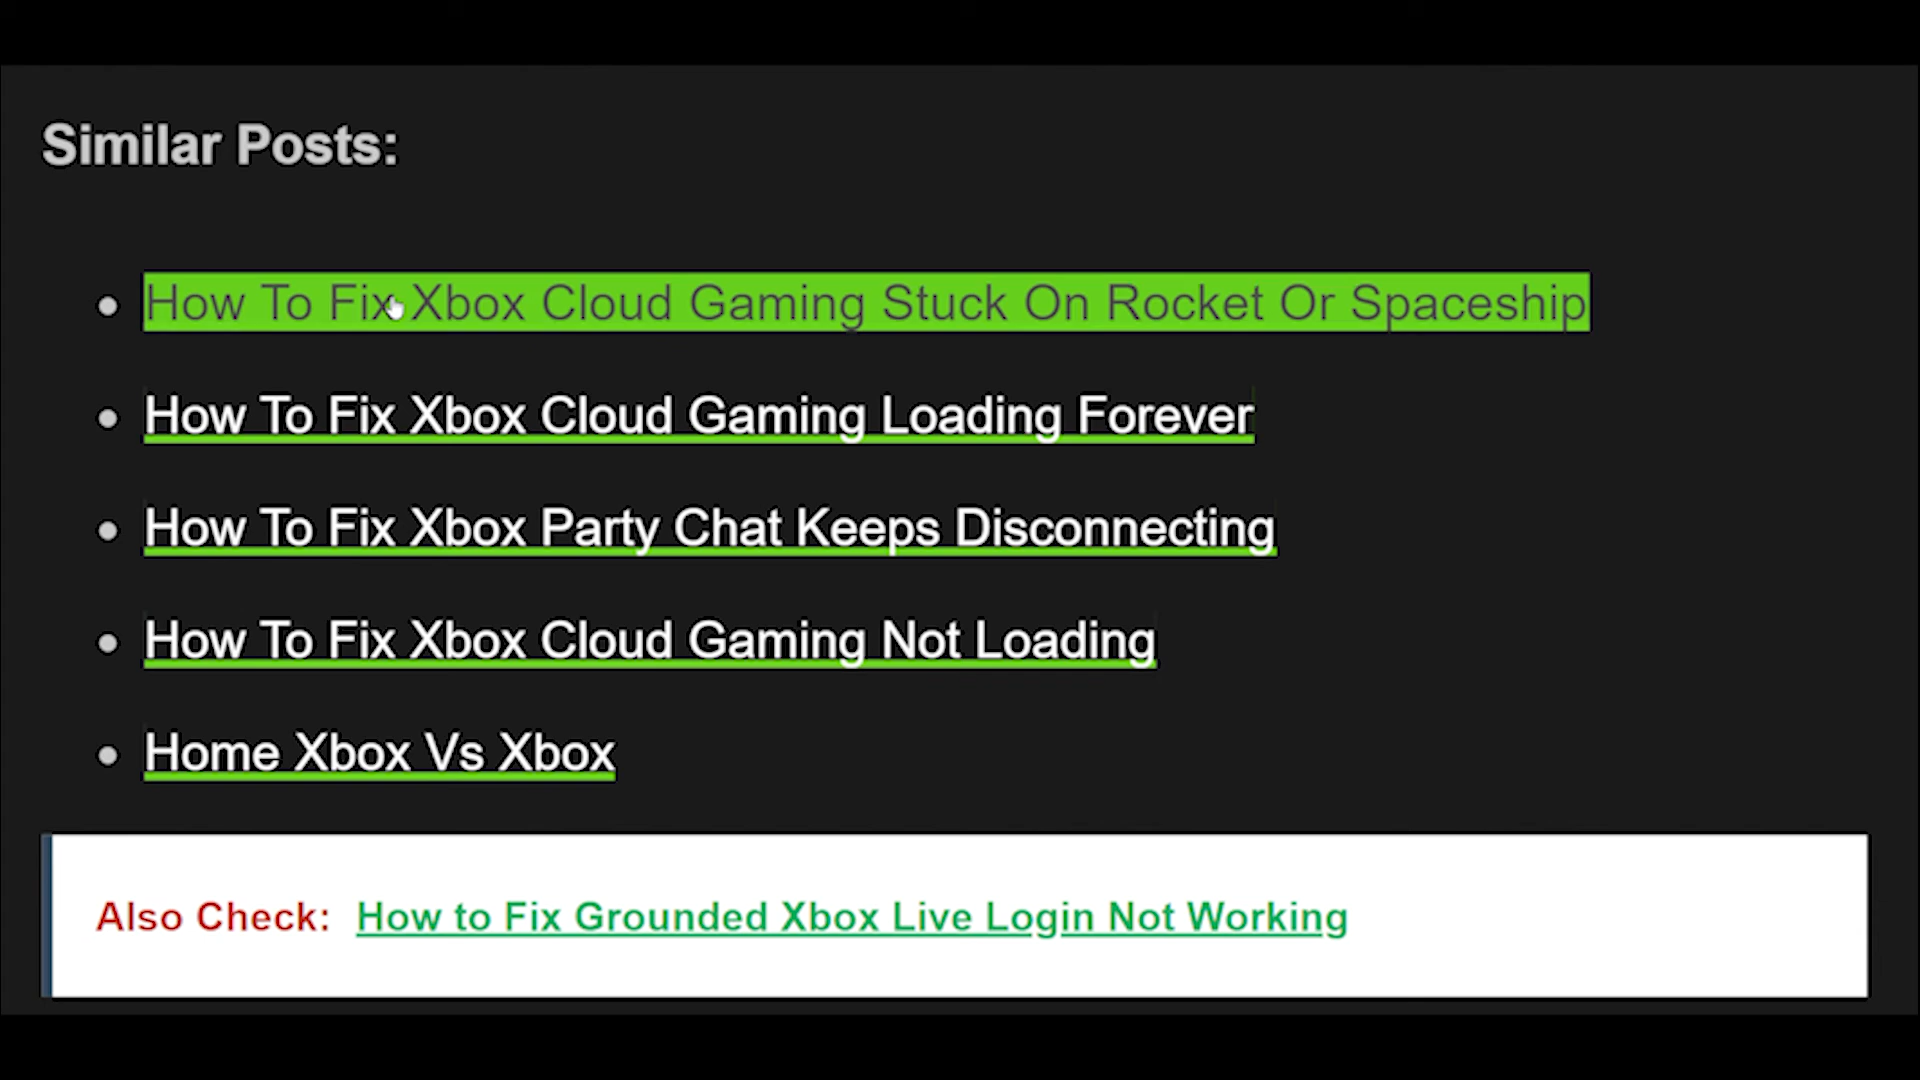 Similar Posts:
How To Fix Xbox Cloud Gaming Stuck On Rocket Or Spaceship
How To Fix Xbox Cloud Gaming Loading Forever
How To Fix Xbox Party Chat Keeps Disconnecting
How To Fix Xbox Cloud Gaming Not Loading
Home Xbox Vs Xbox
Also Check: How to Fix Grounded Xbox Live Login Not Working